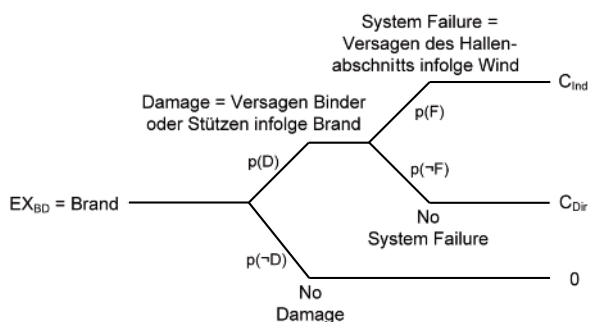 System Failure =
Versagen des Hallen-
abschnitts infolge Wind
C_Ind
Damage = Versagen Binder
oder Stützen infolge Brand
p(F)
p(D)
p(¬F)
EX_BD = Brand
C_Dir
No
System Failure
p(¬D)
0
No
Damage